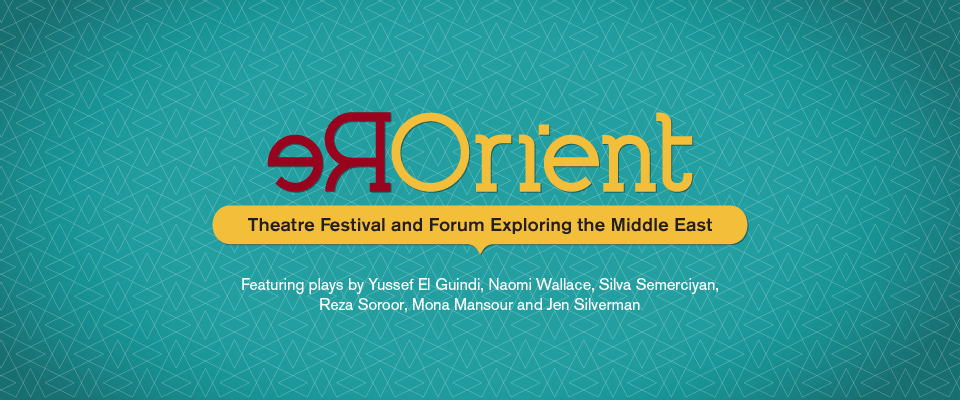 ReOrient
Theatre Festival and Forum Exploring the Middle East
Featuring plays by Yussef El Guindi, Naomi Wallace, Silva Semerciyan,
Reza Soroor, Mona Mansour and Jen Silverman